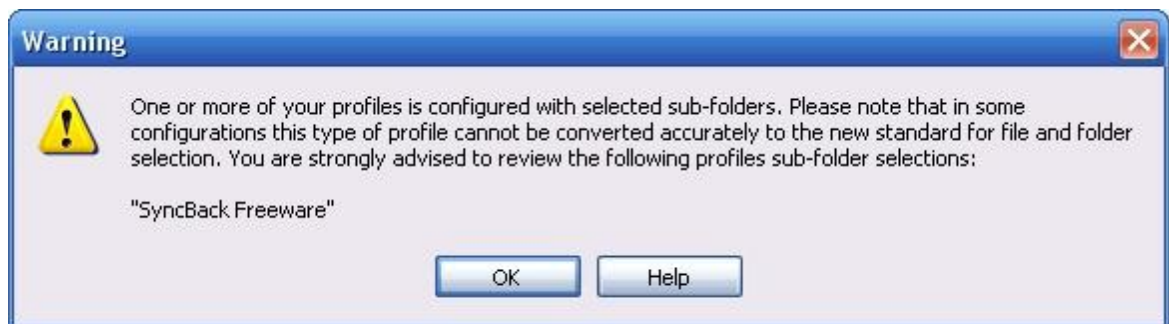 Warning
One or more of your profiles is configured with selected sub-folders. Please note that in some
configurations this type of profile cannot be converted accurately to the new standard for file and folder
selection. You are strongly advised to review the following profiles sub-folder selections:
"SyncBack Freeware"
OK
Help